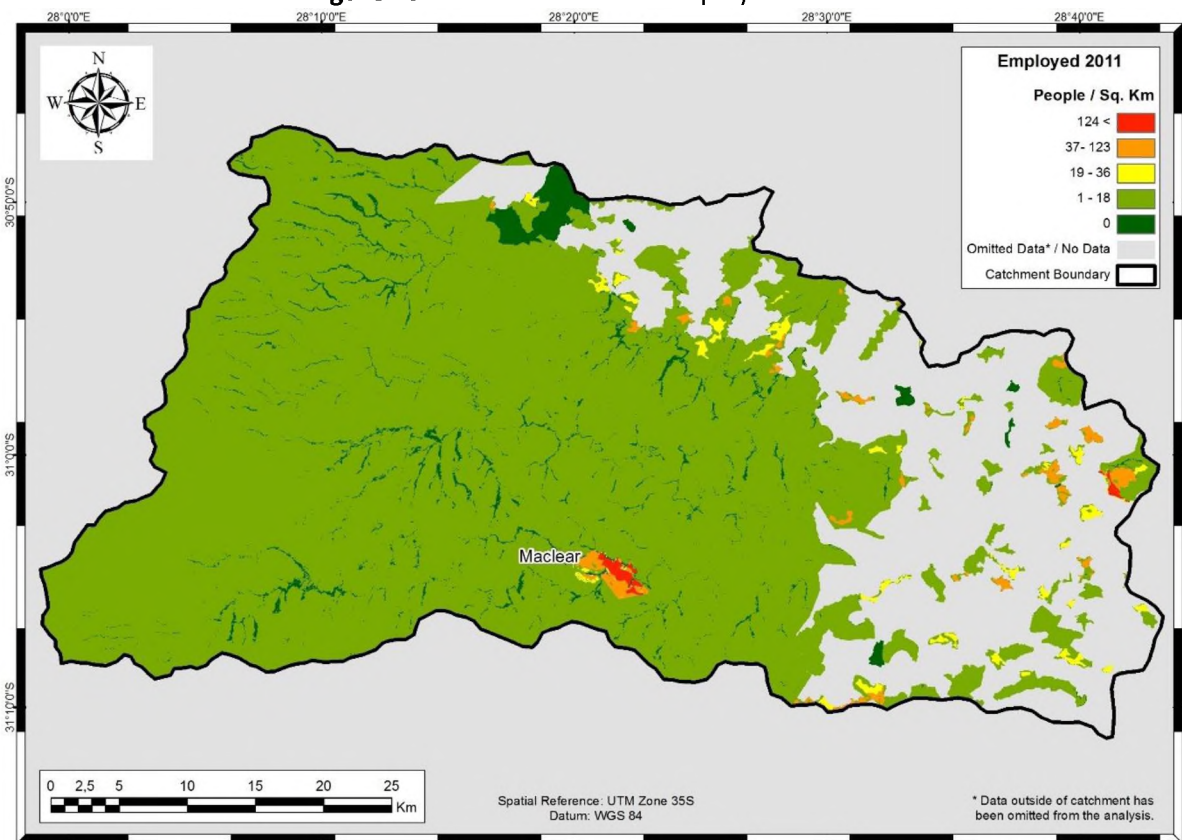 28°0'0"E 28°10'0"E 28°20'0"E 28°30'0"E 28°40'0"E
N
W E
S
Employed 2011
People / Sq. Km
124 <
37- 123
19 - 36
1 - 18
0
Omitted Data* / No Data
Catchment Boundary
30°50'0"S
31°0'0"S
31°10'0"S
Maclear
0 2,5 5 10 15 20 25
Km
Spatial Reference: UTM Zone 35S
Datum: WGS 84
* Data outside of catchment has
been omitted from the analysis.